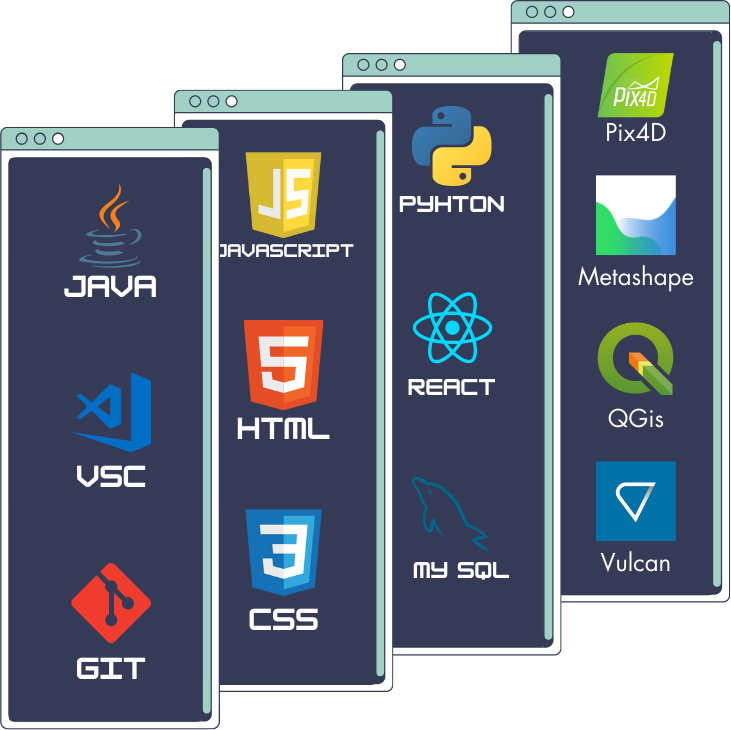 JAVA
VSC
GIT
JS
JAVASCRIPT
5
HTML
3
CSS
PYHTON
REACT
MY SQL
PIX4D
Pix4D
Metashape
QGis
Vulcan